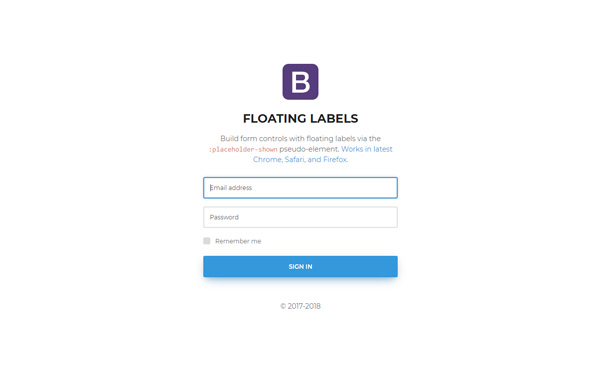 B
FLOATING LABELS
Build form controls with floating labels via the
:placeholder-shown pseudo-element. Works in latest
Chrome, Safari, and Firefox.
Email address
Password
Remember me
SIGN IN
© 2017-2018